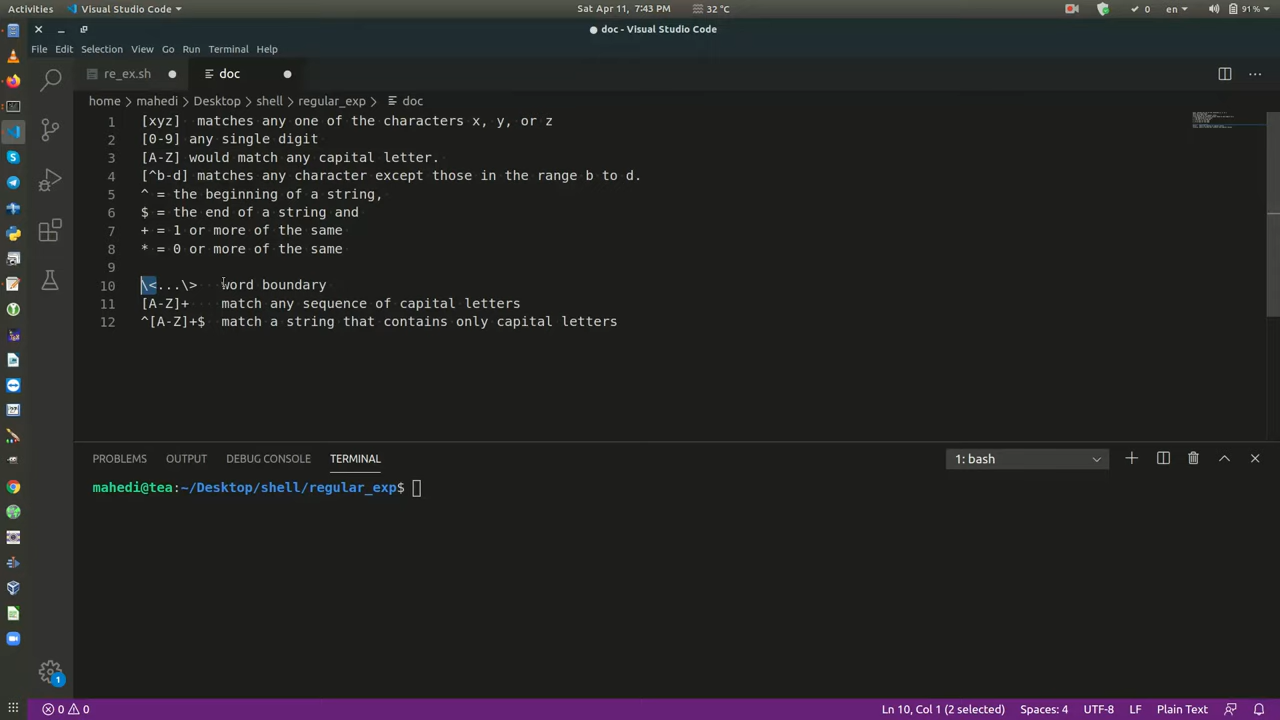 Activities Visual Studio Code Sat Apr 11, 7:43 PM 32 °C 0 en 91 %
doc - Visual Studio Code
File Edit Selection View Go Run Terminal Help
re_ex.sh doc
home > mahedi > Desktop > shell > regular_exp > doc
1 [xyz] matches any one of the characters x, y, or z
2 [0-9] any single digit
3 [A-Z] would match any capital letter.
4 [^b-d] matches any character except those in the range b to d.
5 ^ = the beginning of a string,
6 $ = the end of a string and
7 + = 1 or more of the same
8 * = 0 or more of the same
9
10 \<...\> word boundary
11 [A-Z]+ match any sequence of capital letters
12 ^[A-Z]+$ match a string that contains only capital letters
PROBLEMS OUTPUT DEBUG CONSOLE TERMINAL 1: bash
mahedi@tea:~/Desktop/shell/regular_exp$
1
0 0 Ln 10, Col 1 (2 selected) Spaces: 4 UTF-8 LF Plain Text